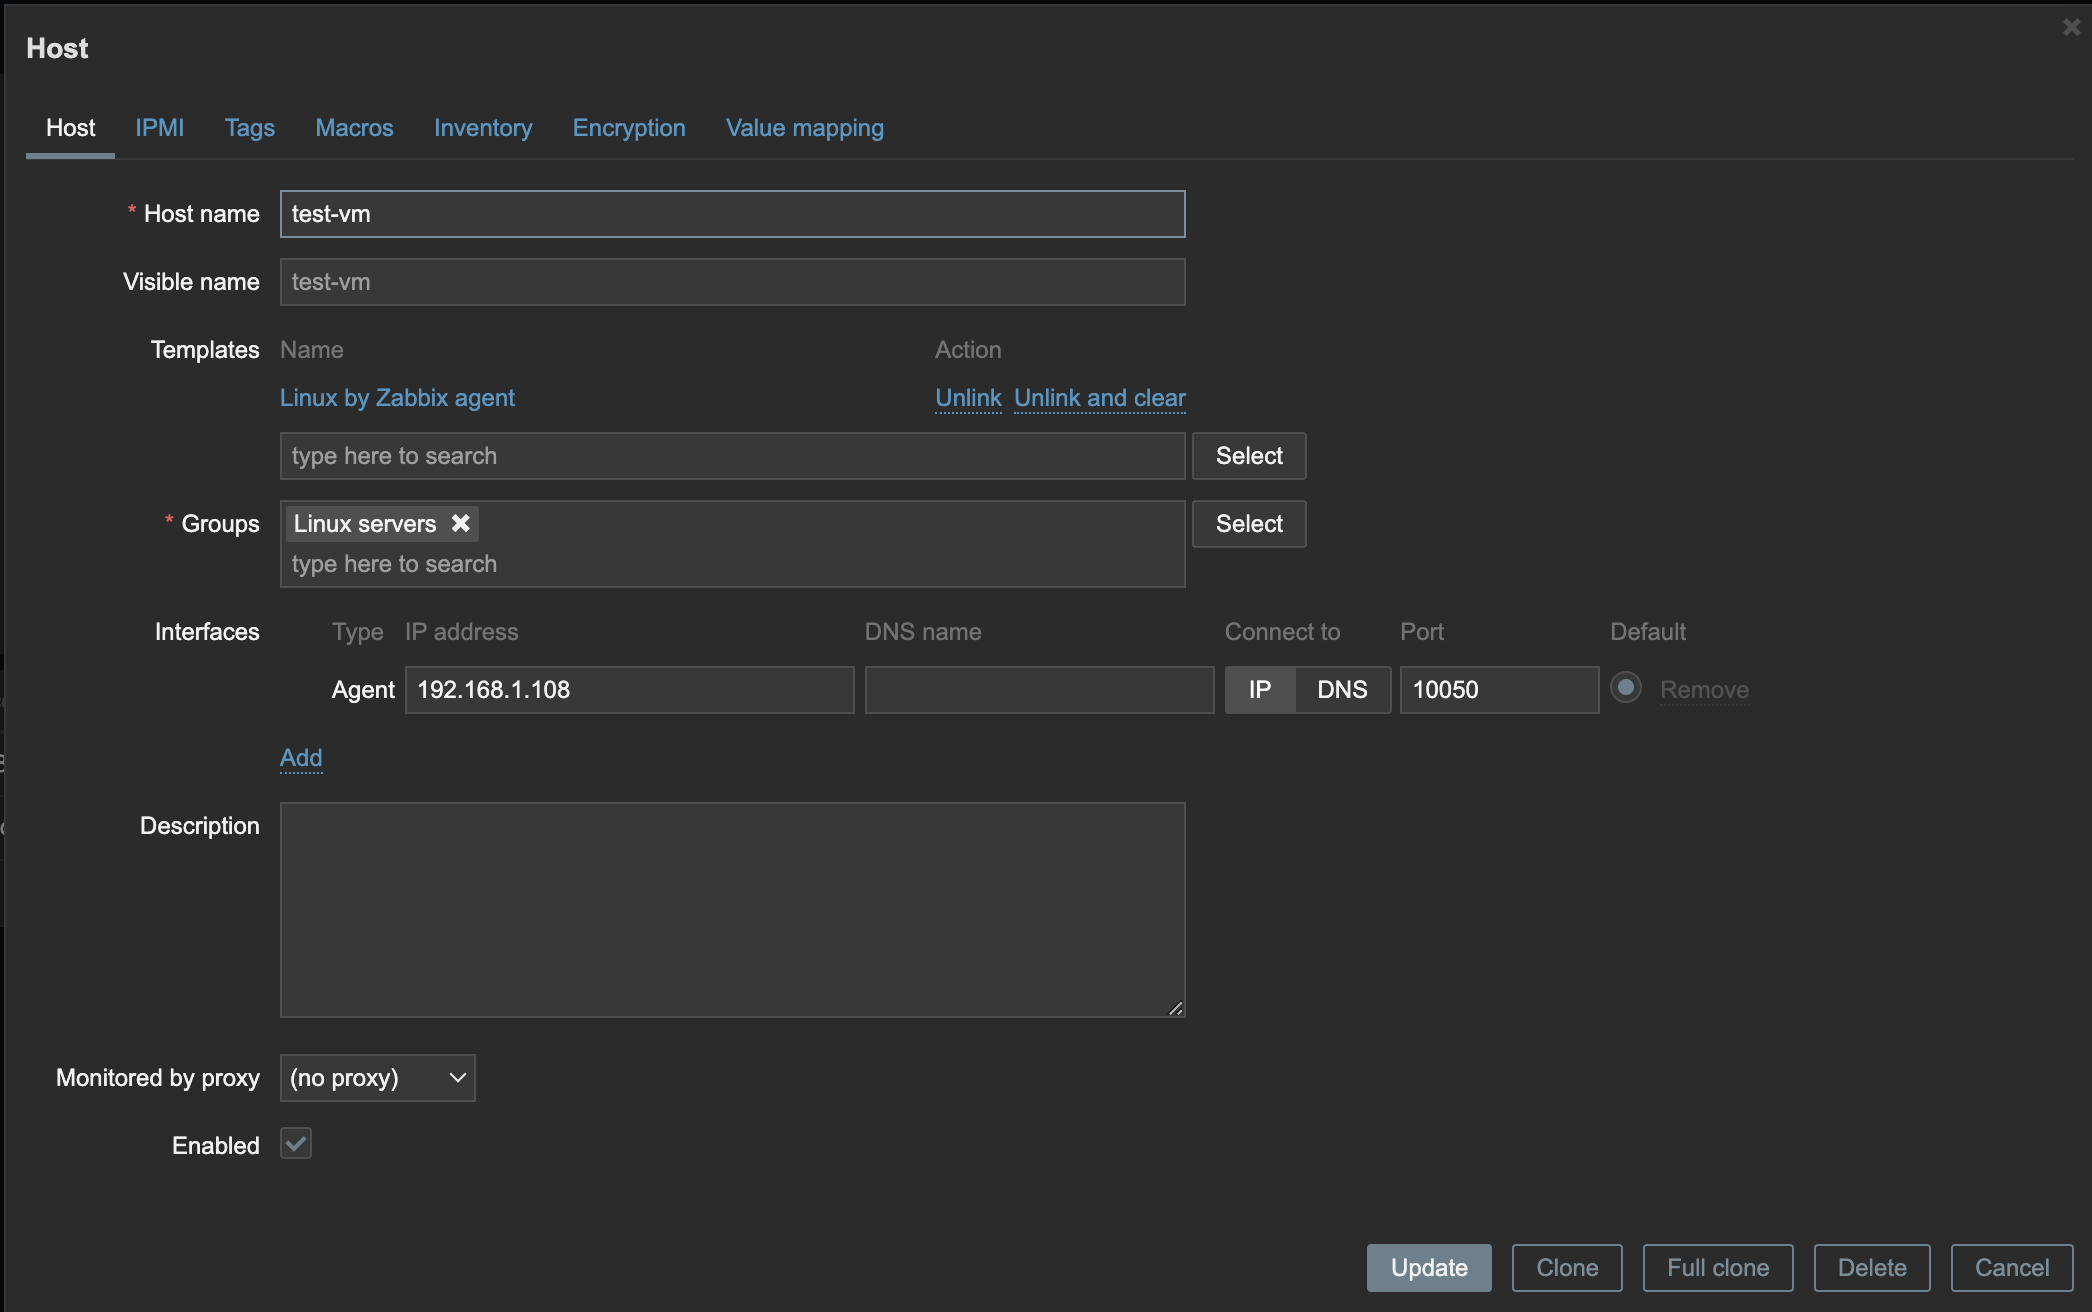 Host
Host IPMI Tags Macros Inventory Encryption Value mapping
* Host name test-vm
Visible name test-vm
Templates Name Action
Linux by Zabbix agent Unlink Unlink and clear
type here to search Select
* Groups Linux servers Select
type here to search
Interfaces Type IP address DNS name Connect to Port Default
Agent 192.168.1.108 IP DNS 10050 Remove
Add
Description
Monitored by proxy (no proxy)
Enabled
Update Clone Full clone Delete Cancel